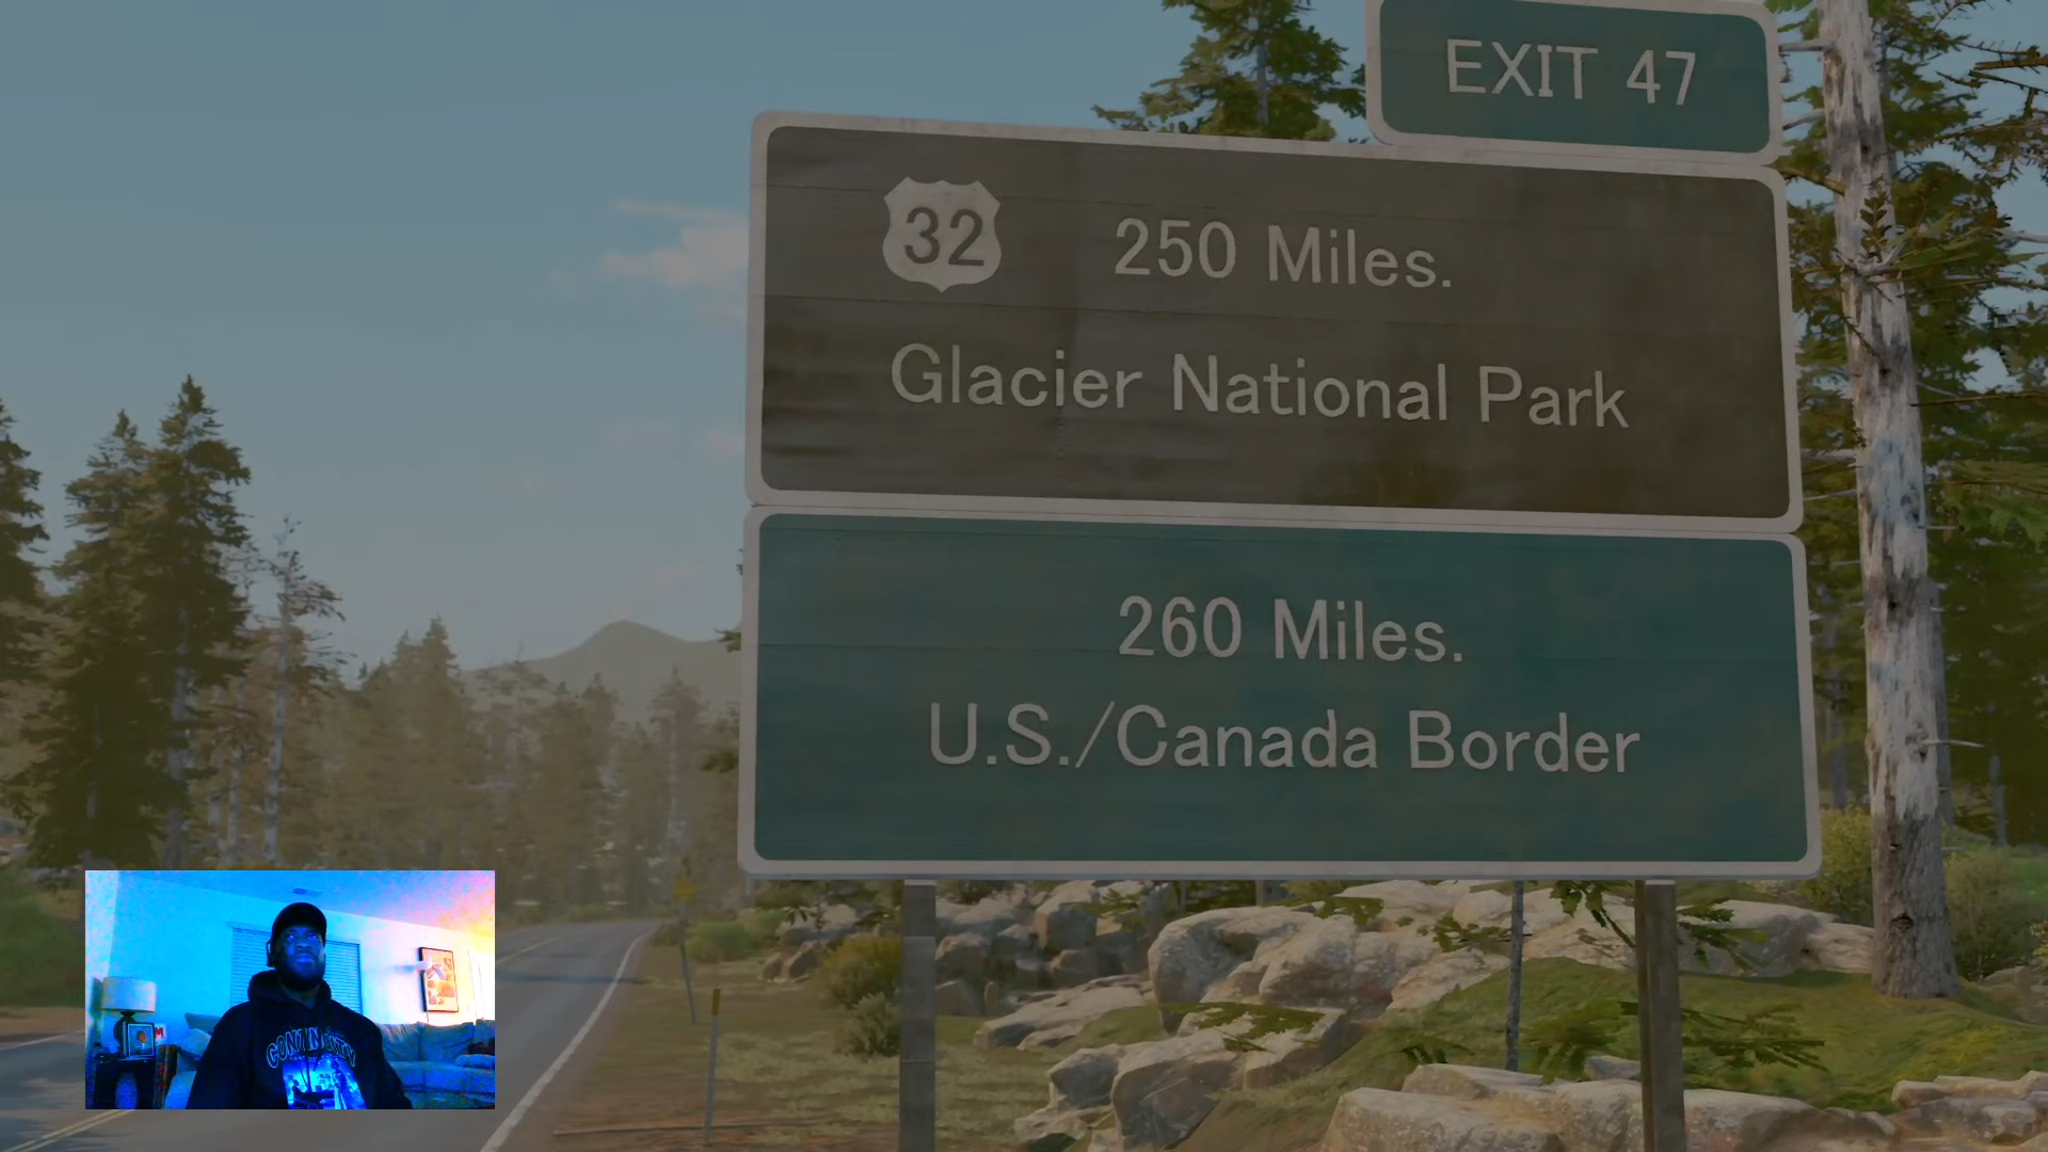 EXIT 47
32 250 Miles.
Glacier National Park
260 Miles.
U.S./Canada Border